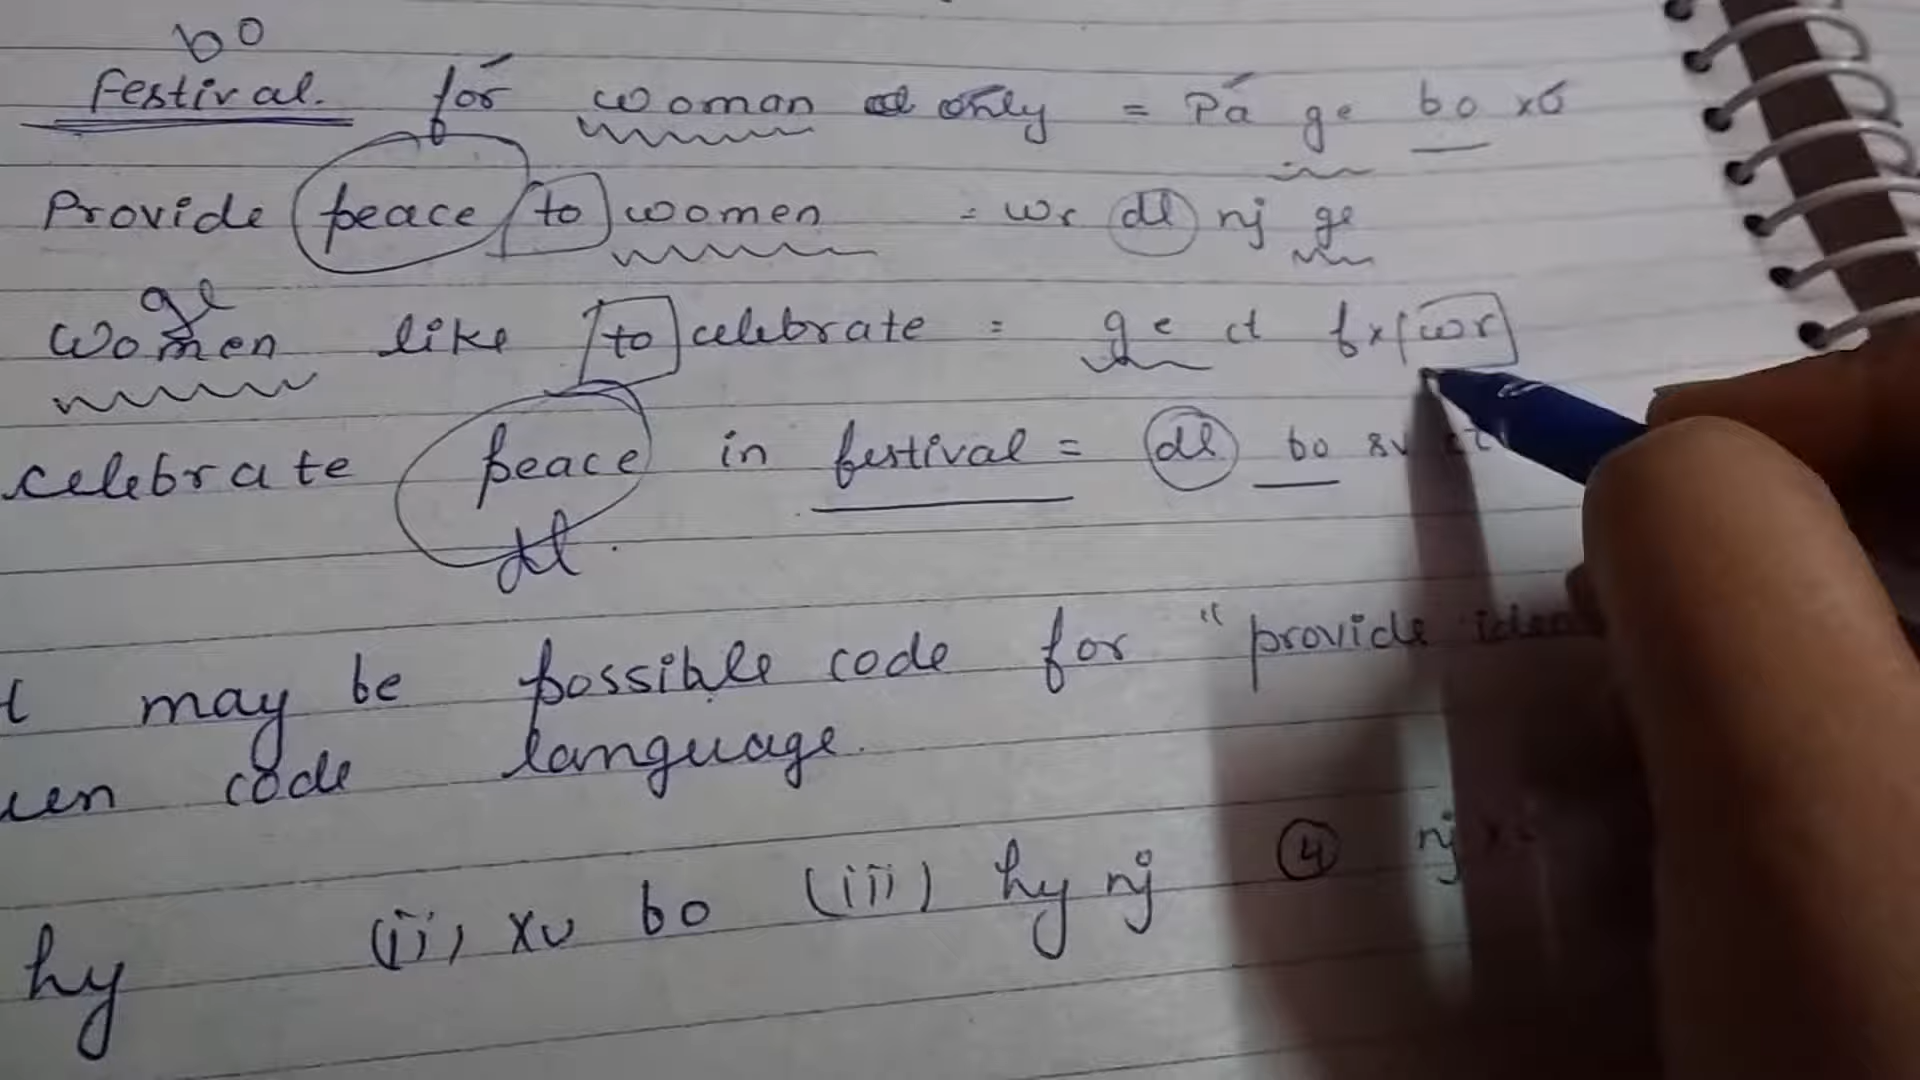 bo
festival. for woman only = Pa ge bo xo
Provide peace to women = wr dl nj ge
ge
women like to celebrate = ge ct fx wr
celebrate peace in festival = dl bo
dl.
may be possible code for "provide
code language.
hy (ii) xv bo (iii) hy nj (4) nj